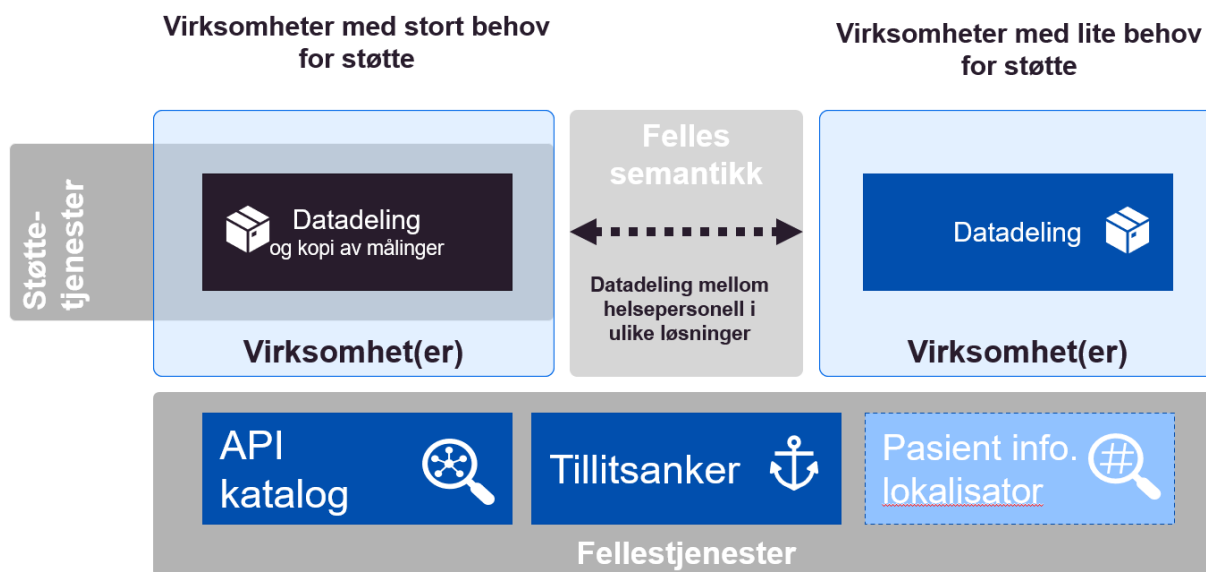 Virksomheter med stort behov
for støtte
Virksomheter med lite behov
for støtte
Støtte-
tjenester
Datadeling
og kopi av målinger
Virksomhet(er)
Felles
semantikk
Datadeling mellom
helsepersonell i
ulike løsninger
Datadeling
Virksomhet(er)
API
katalog
Tillitsanker
Pasient info.
lokalisator
Fellestjenester